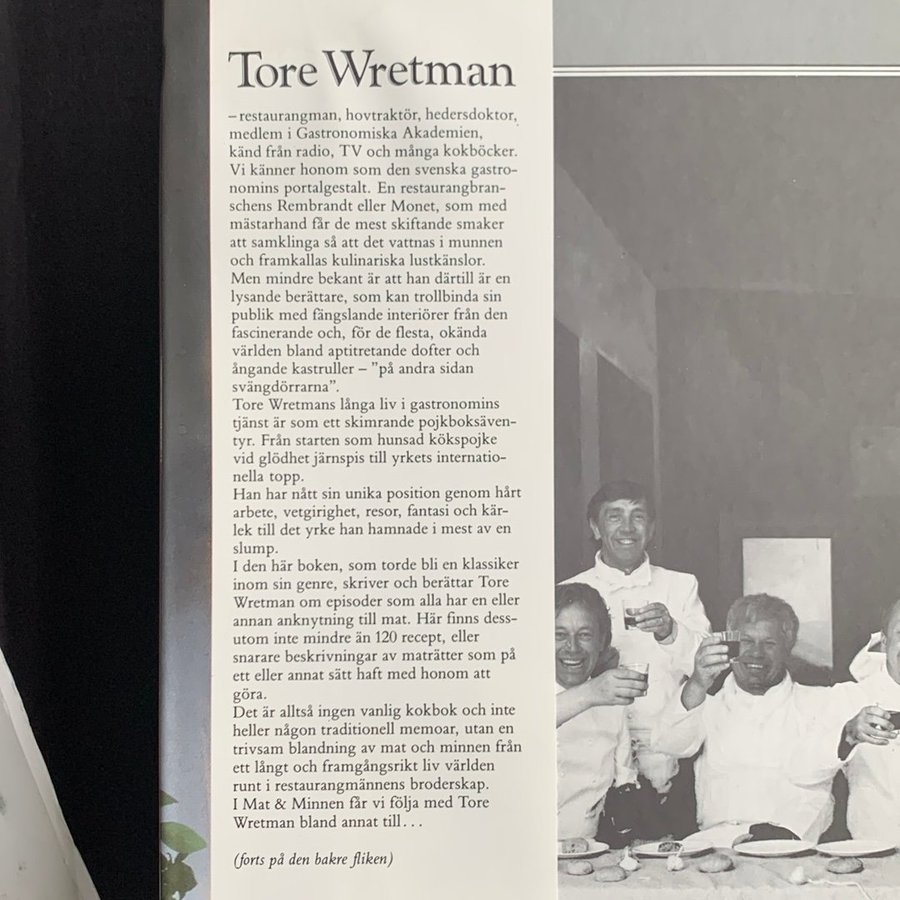 Tore Wretman
– restaurangman, hovtraktör, hedersdoktor,
medlem i Gastronomiska Akademien,
känd från radio, TV och många kokböcker.
Vi känner honom som den svenska gastro-
nomins portalgestalt. En restaurangbran-
schens Rembrandt eller Monet, som med
mästarhand får de mest skiftande smaker
att samklinga så att det vattnas i munnen
och framkallas kulinariska lustkänslor.
Men mindre bekant är att han därtill är en
lysande berättare, som kan trollbinda sin
publik med fängslande interiörer från den
fascinerande och, för de flesta, okända
världen bland aptitretande dofter och
ångande kastruller – ”på andra sidan
svängdörrarna”.
Tore Wretmans långa liv i gastronomins
tjänst är som ett skimrande pojkboksäven-
tyr. Från starten som hunsad kökspojke
vid glödhet järnspis till yrkets internatio-
nella topp.
Han har nått sin unika position genom hårt
arbete, vetgirighet, resor, fantasi och kär-
lek till det yrke han hamnade i mest av en
slump.
I den här boken, som torde bli en klassiker
inom sin genre, skriver och berättar Tore
Wretman om episoder som alla har en eller
annan anknytning till mat. Här finns dess-
utom inte mindre än 120 recept, eller
snarare beskrivningar av maträtter som på
ett eller annat sätt haft med honom att
göra.
Det är alltså ingen vanlig kokbok och inte
heller någon traditionell memoar, utan en
trivsam blandning av mat och minnen från
ett långt och framgångsrikt liv världen
runt i restaurangmännens broderskap.
I Mat & Minnen får vi följa med Tore
Wretman bland annat till...
(forts på den bakre fliken)